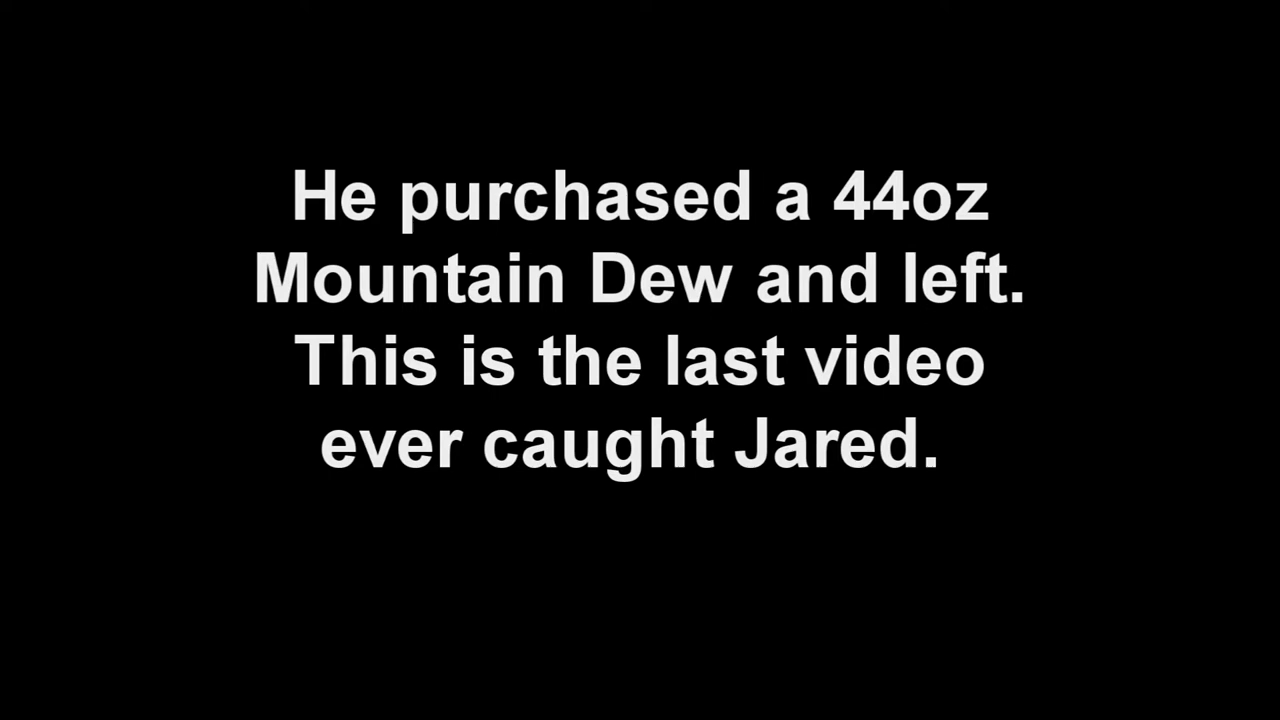 He purchased a 44oz
Mountain Dew and left.
This is the last video
ever caught Jared.